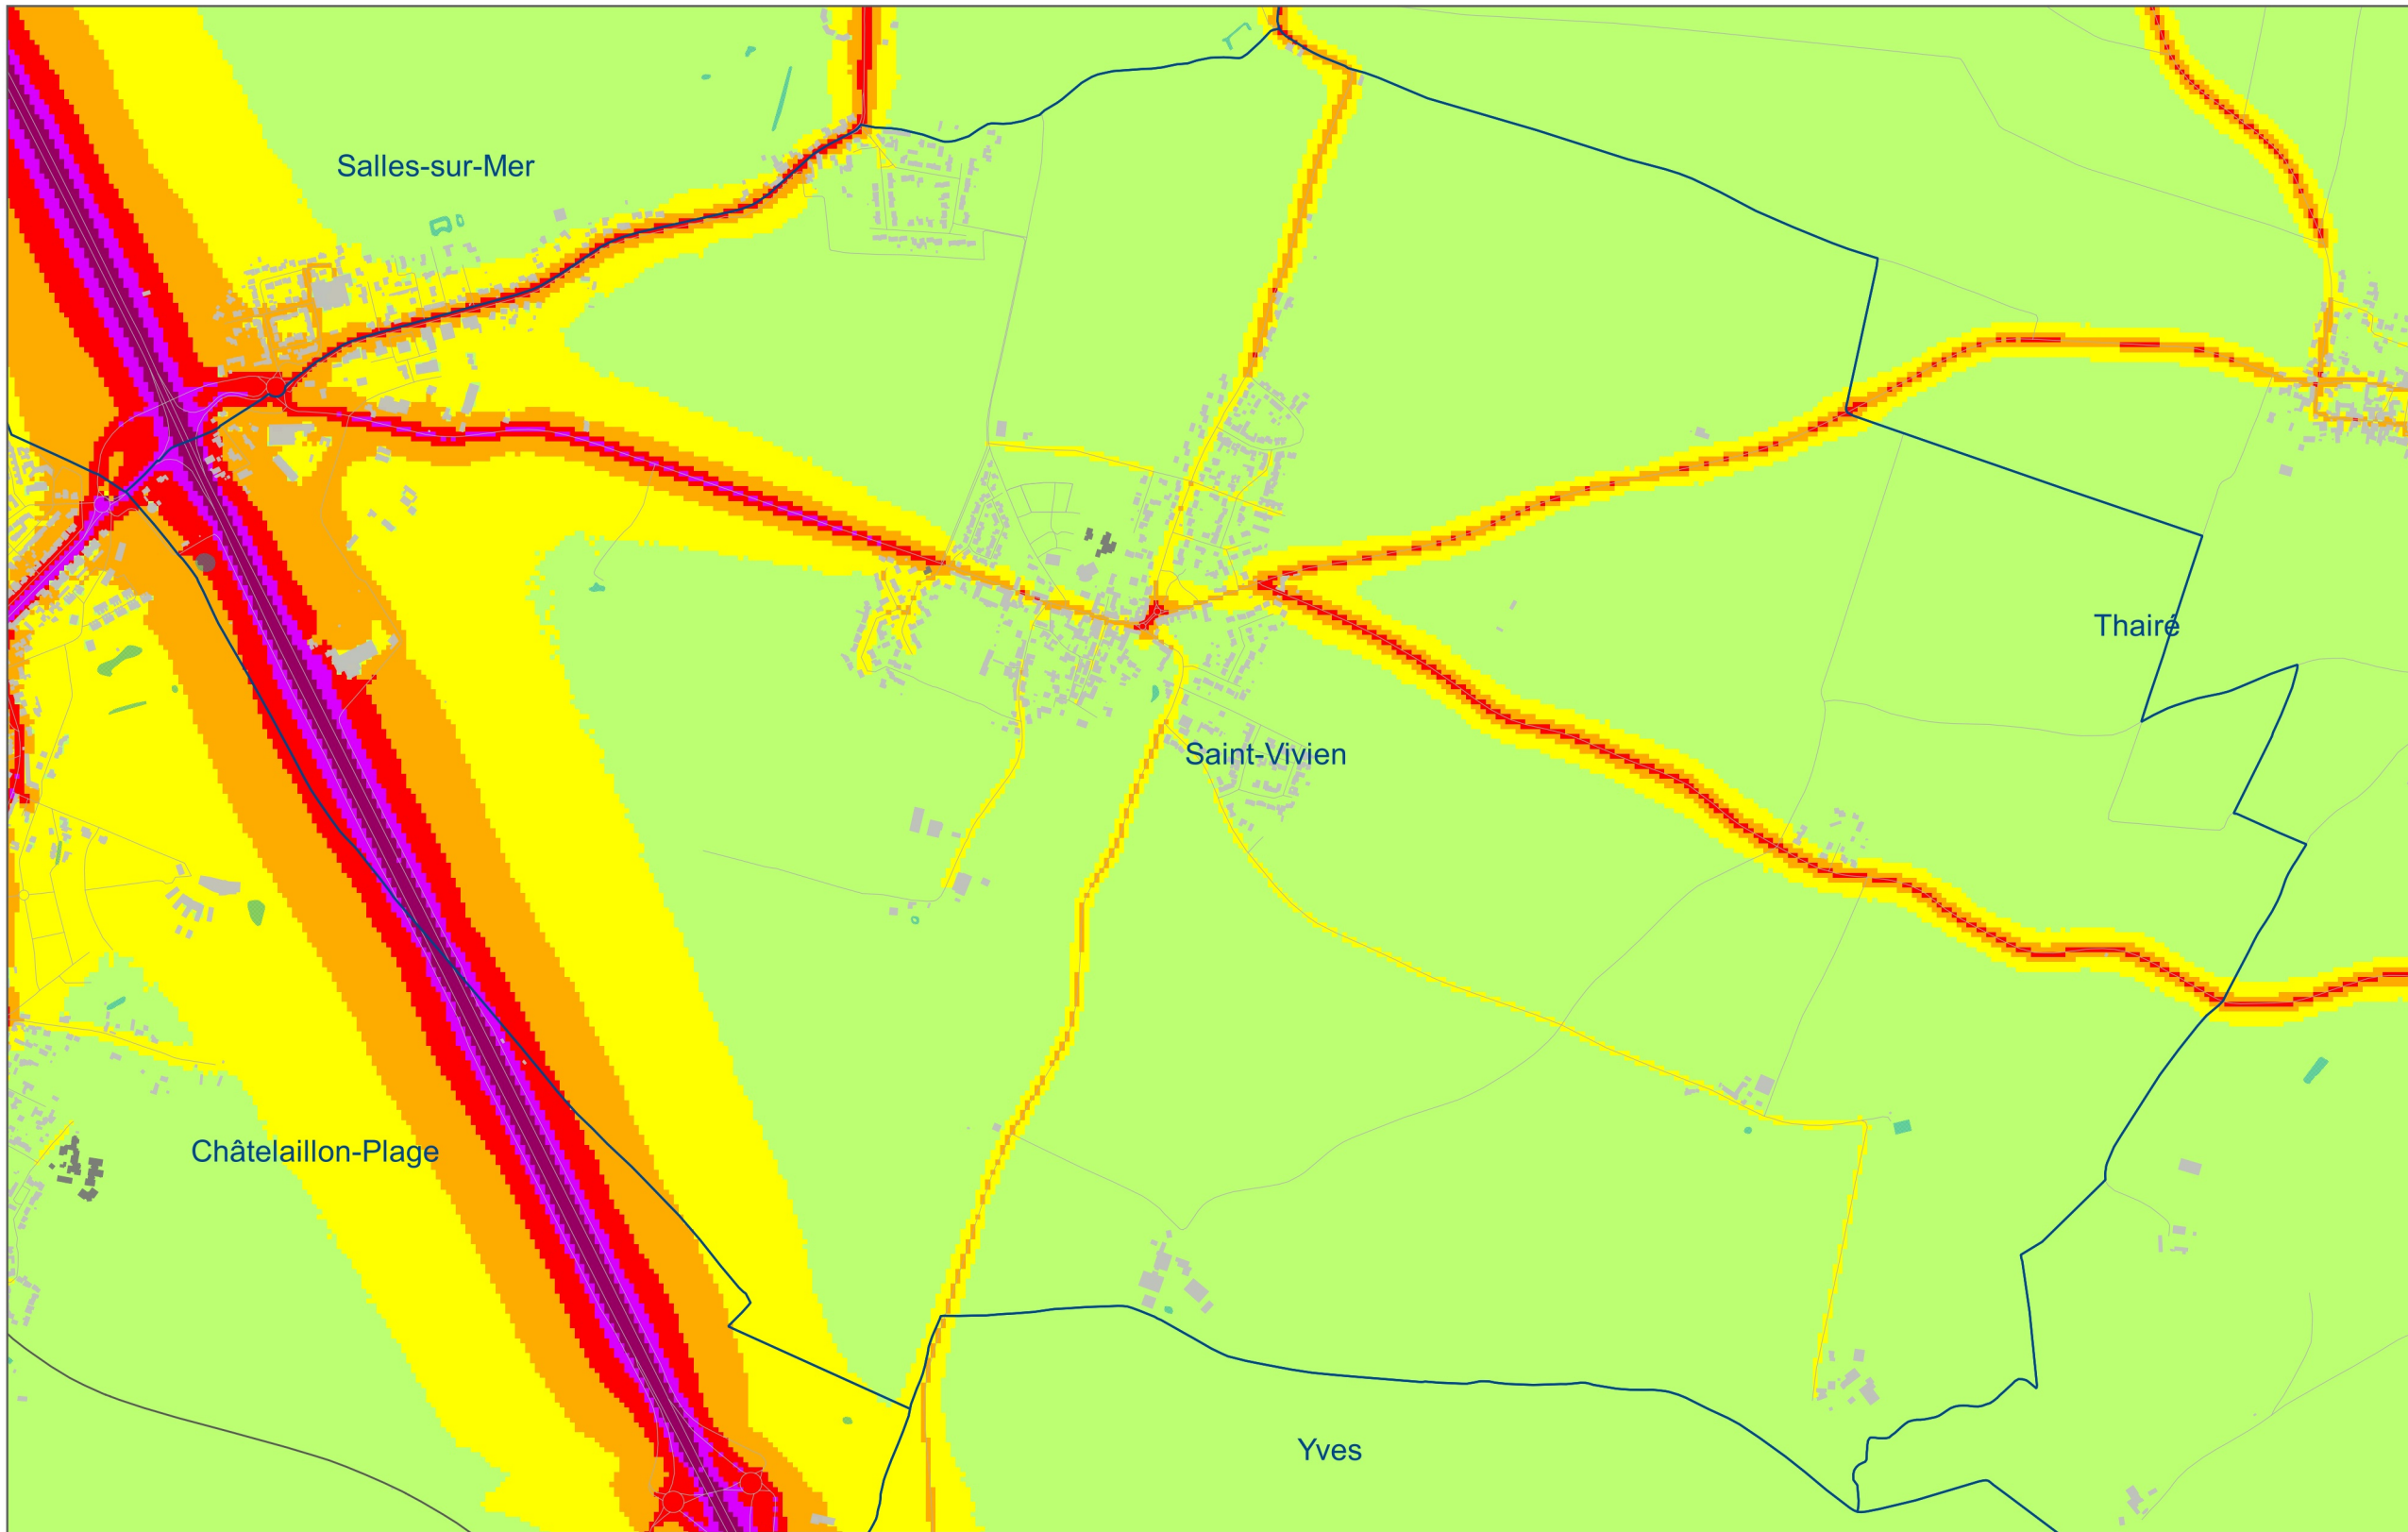 Salles-sur-Mer
Thairé
Saint-Vivien
Châtelaillon-Plage
Yves